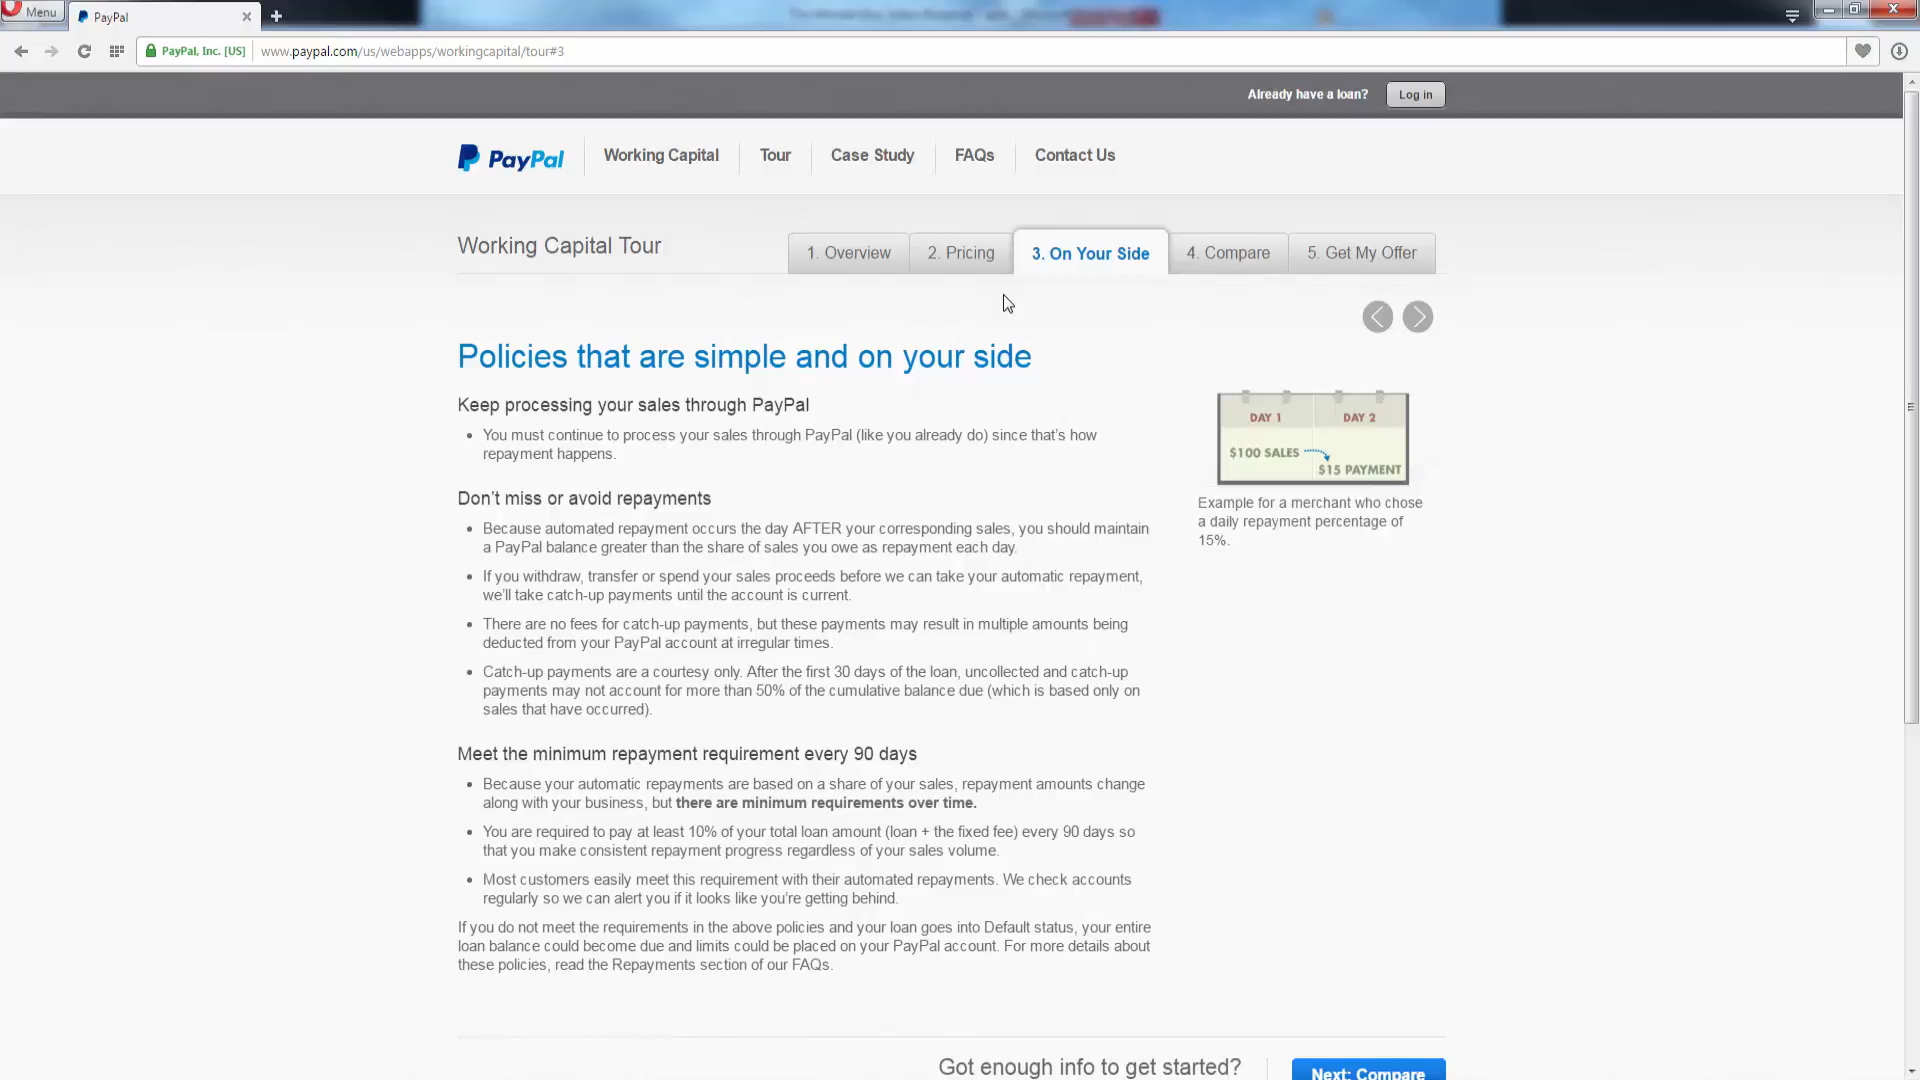 Menu
PayPal
PayPal, Inc. [US]
www.paypal.com/us/webapps/workingcapital/tour#3
Already have a loan?
Log in
PayPal
Working Capital
Tour
Case Study
FAQs
Contact Us
Working Capital Tour
1. Overview
2. Pricing
3. On Your Side
4. Compare
5. Get My Offer
Policies that are simple and on your side
Keep processing your sales through PayPal
• You must continue to process your sales through PayPal (like you already do) since that's how
repayment happens.
Don't miss or avoid repayments
• Because automated repayment occurs the day AFTER your corresponding sales, you should maintain
a PayPal balance greater than the share of sales you owe as repayment each day.
• If you withdraw, transfer or spend your sales proceeds before we can take your automatic repayment,
we'll take catch-up payments until the account is current.
• There are no fees for catch-up payments, but these payments may result in multiple amounts being
deducted from your PayPal account at irregular times.
• Catch-up payments are a courtesy only. After the first 30 days of the loan, uncollected and catch-up
payments may not account for more than 50% of the cumulative balance due (which is based only on
sales that have occurred).
Meet the minimum repayment requirement every 90 days
• Because your automatic repayments are based on a share of your sales, repayment amounts change
along with your business, but there are minimum requirements over time.
• You are required to pay at least 10% of your total loan amount (loan + the fixed fee) every 90 days so
that you make consistent repayment progress regardless of your sales volume.
• Most customers easily meet this requirement with their automated repayments. We check accounts
regularly so we can alert you if it looks like you're getting behind.
If you do not meet the requirements in the above policies and your loan goes into Default status, your entire
loan balance could become due and limits could be placed on your PayPal account. For more details about
these policies, read the Repayments section of our FAQs.
DAY 1
DAY 2
$100 SALES
$15 PAYMENT
Example for a merchant who chose
a daily repayment percentage of
15%.
Got enough info to get started?
Next: Compare